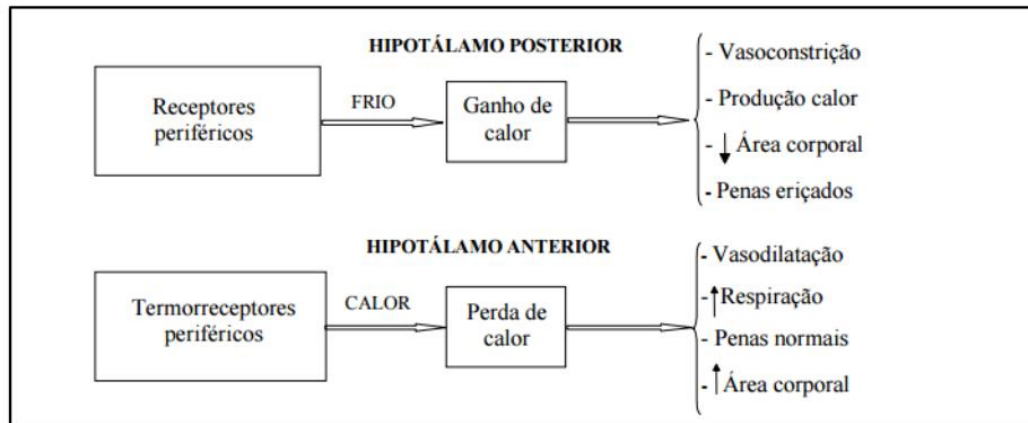 HIPOTÁLAMO POSTERIOR
Receptores
periféricos
FRIO
Ganho de
calor
- Vasoconstrição
- Produção calor
- ↓ Área corporal
- Penas eriçados
HIPOTÁLAMO ANTERIOR
Termorreceptores
periféricos
CALOR
Perda de
calor
- Vasodilatação
- ↑ Respiração
- Penas normais
- ↑ Área corporal